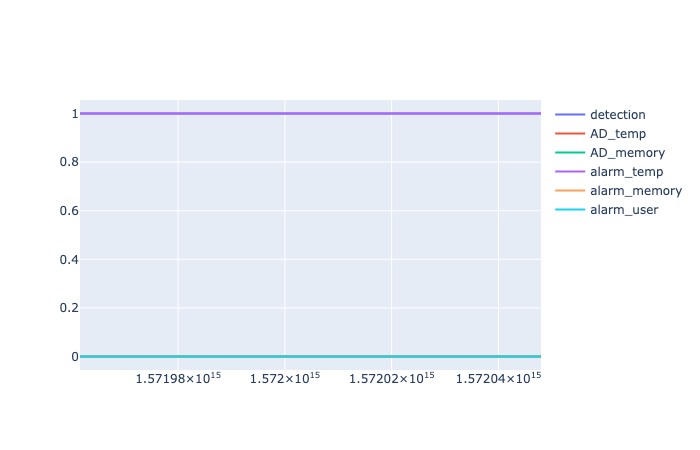 1
0.8
0.6
0.4
0.2
0
1.57198×10¹⁵
1.572×10¹⁵
1.57202×10¹⁵
1.57204×10¹⁵
detection
AD_temp
AD_memory
alarm_temp
alarm_memory
alarm_user